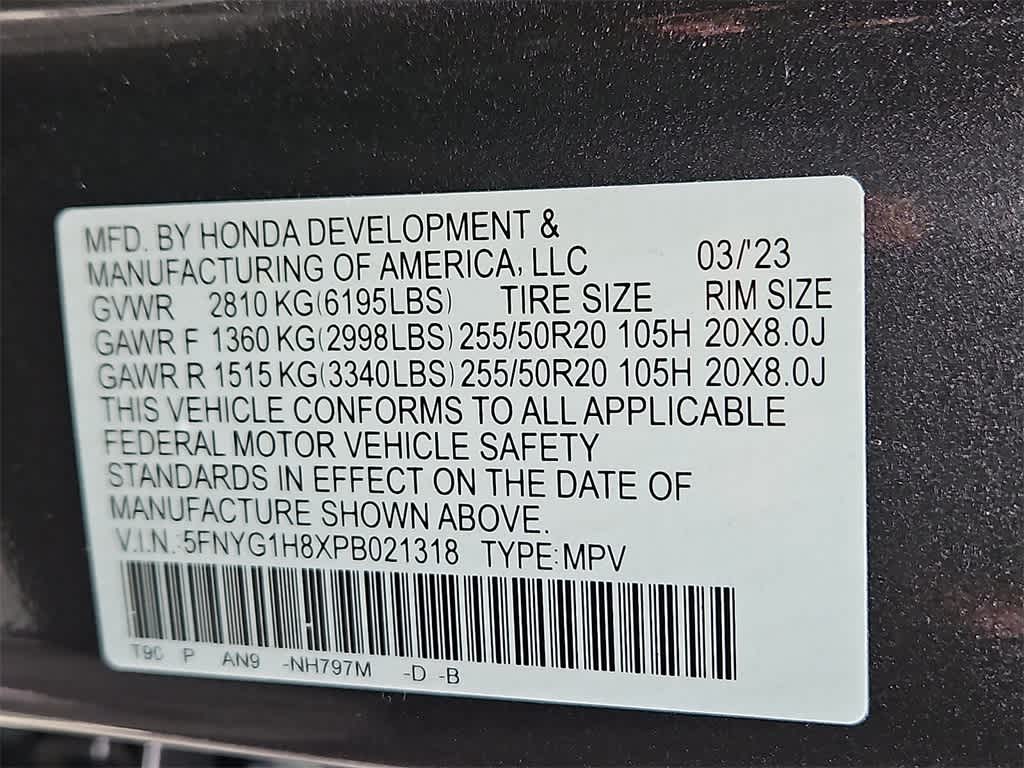 MFD. BY HONDA DEVELOPMENT &
MANUFACTURING OF AMERICA, LLC 03/'23
GVWR 2810 KG(6195LBS) TIRE SIZE RIM SIZE
GAWR F 1360 KG(2998LBS) 255/50R20 105H 20X8.0J
GAWR R 1515 KG(3340LBS) 255/50R20 105H 20X8.0J
THIS VEHICLE CONFORMS TO ALL APPLICABLE
FEDERAL MOTOR VEHICLE SAFETY
STANDARDS IN EFFECT ON THE DATE OF
MANUFACTURE SHOWN ABOVE.
V.I.N.:5FNYG1H8XPB021318 TYPE:MPV
T90 P AN9 -NH797M -D -B